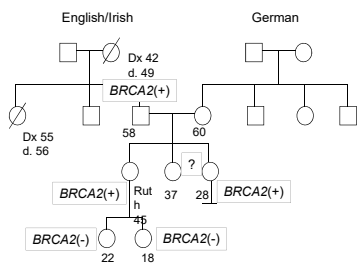 English/Irish
German
Dx 42
d. 49
BRCA2(+)
Dx 55
d. 56
58
60
?
BRCA2(+)
Rut
h
45
37
28
BRCA2(+)
BRCA2(-)
BRCA2(-)
22
18